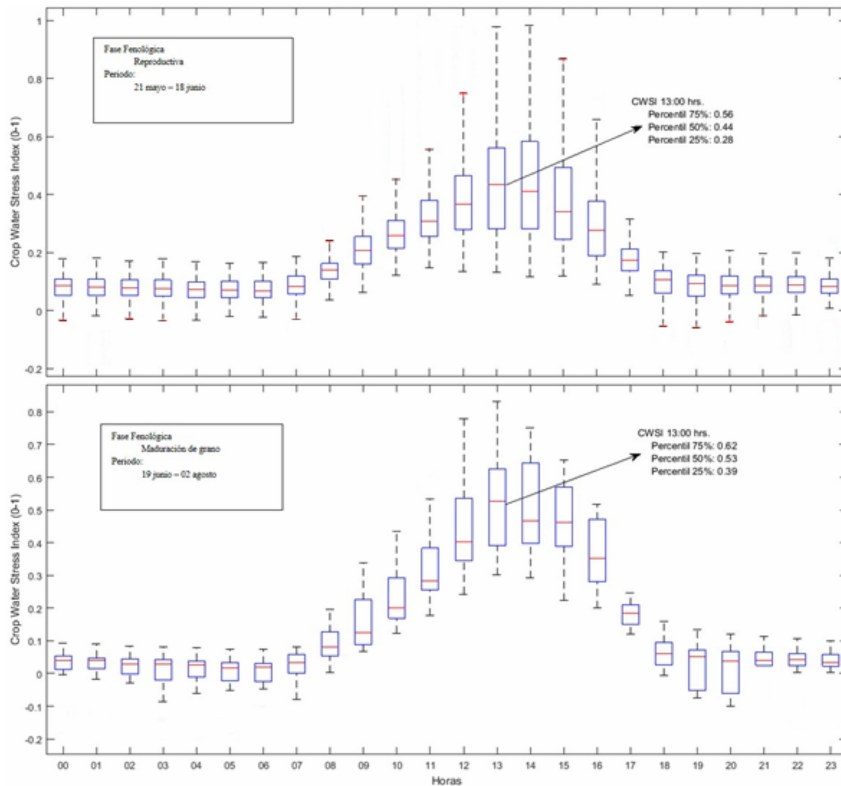 Crop Water Stress Index (0-1)
1
0.8
0.6
0.4
0.2
0
-0.2
Fase Fenológica
Reproductiva
Periodo:
21 mayo – 18 junio
CWSI 13:00 hrs.
Percentil 75%: 0.56
Percentil 50%: 0.44
Percentil 25%: 0.28
Crop Water Stress Index (0-1)
0.8
0.7
0.6
0.5
0.4
0.3
0.2
0.1
0
-0.1
-0.2
Fase Fenológica
Maduración de grano
Periodo:
19 junio – 02 agosto
CWSI 13:00 hrs.
Percentil 75%: 0.62
Percentil 50%: 0.53
Percentil 25%: 0.39
00 01 02 03 04 05 06 07 08 09 10 11 12 13 14 15 16 17 18 19 20 21 22 23
Horas